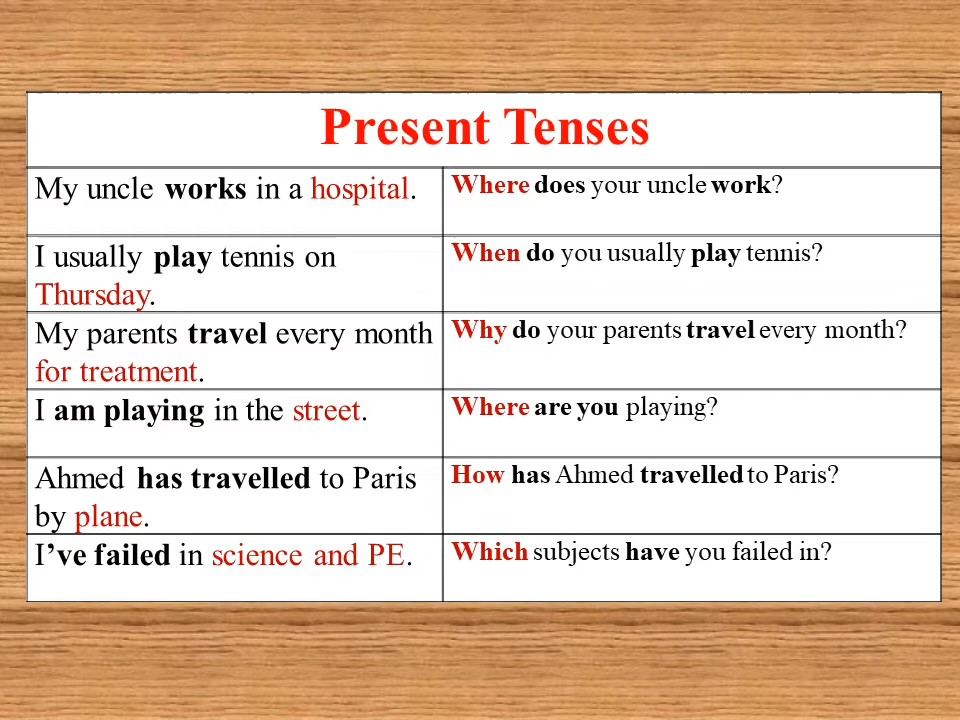 Present Tenses
My uncle works in a hospital.
Where does your uncle work?
I usually play tennis on
Thursday.
When do you usually play tennis?
My parents travel every month
for treatment.
Why do your parents travel every month?
I am playing in the street.
Where are you playing?
Ahmed has travelled to Paris
by plane.
How has Ahmed travelled to Paris?
I’ve failed in science and PE.
Which subjects have you failed in?